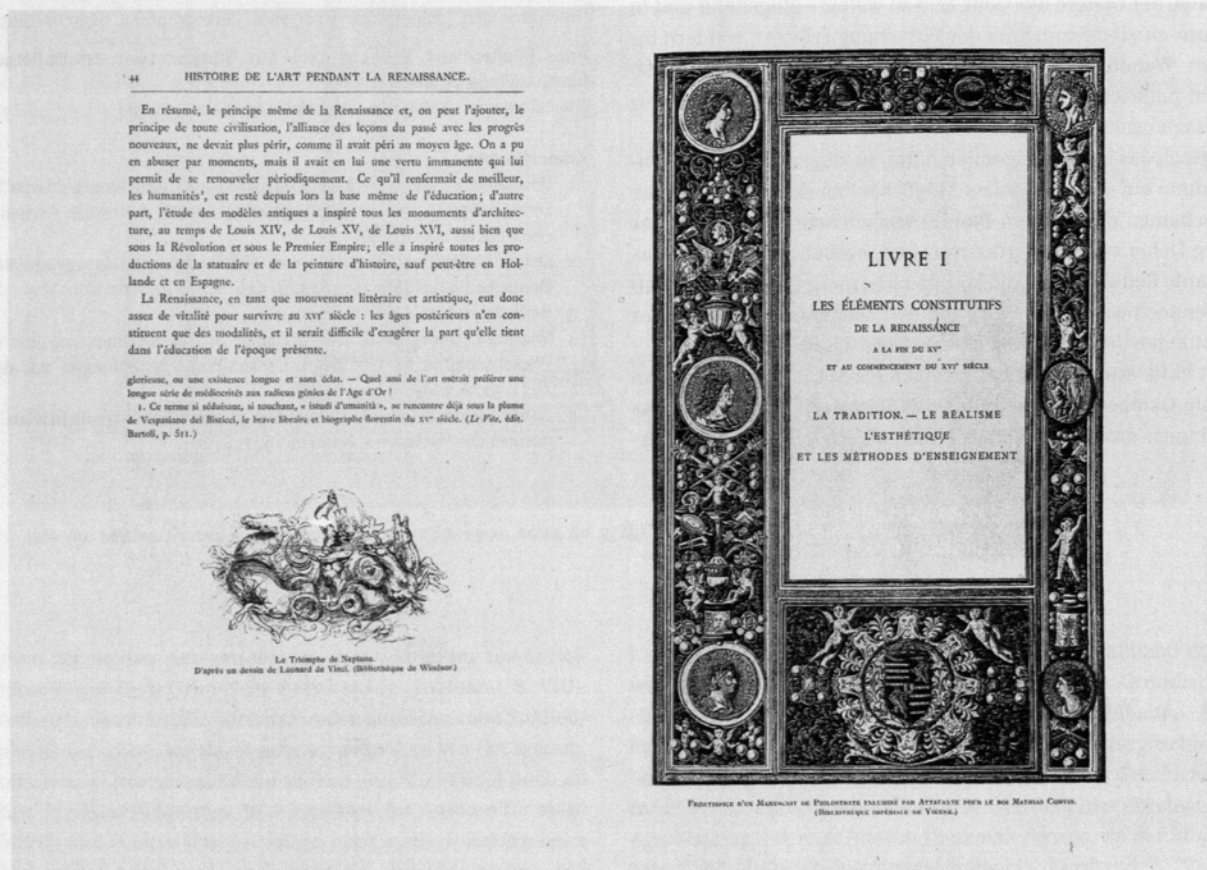 44 HISTOIRE DE L'ART PENDANT LA RENAISSANCE.
En résumé, le principe même de la Renaissance et, on peut l'ajouter, le
principe de toute civilisation, l'alliance des leçons du passé avec les progrès
nouveaux, ne devait plus périr, comme il avait péri au moyen âge. On a pu
en abuser par moments, mais il avait en lui une vertu immanente qui lui
permit de se renouveler périodiquement. Ce qu'il renfermait de meilleur,
les humanités¹, est resté depuis lors la base même de l'éducation; d'autre
part, l'étude des modèles antiques a inspiré tous les monuments d'architec-
ture, au temps de Louis XIV, de Louis XV, de Louis XVI, aussi bien que
sous la Révolution et sous le Premier Empire; elle a inspiré toutes les pro-
ductions de la statuaire et de la peinture d'histoire, sauf peut-être en Hol-
lande et en Espagne.
La Renaissance, en tant que mouvement littéraire et artistique, eut donc
assez de vitalité pour survivre au XVIᵉ siècle : les âges postérieurs n'en con-
stituent que des modalités, et il serait difficile d'exagérer la part qu'elle tient
dans l'éducation de l'époque présente.
glorieuse, ou une existence longue et sans éclat. — Quel ami de l'art oserait préférer une
longue série de médiocrités aux radieux génies de l'Age d'Or !
1. Ce terme si séduisant, si touchant, « istudi d'umanità », se rencontre déjà sous la plume
de Vespasiano dei Bisticci, le brave libraire et biographe florentin du XVᵉ siècle. (Le Vite, édit.
Bartoli, p. 511.)
Le Triomphe de Neptune.
D'après un dessin de Léonard de Vinci. (Bibliothèque de Windsor.)
LIVRE I
LES ÉLÉMENTS CONSTITUTIFS
DE LA RENAISSANCE
A LA FIN DU XVᵉ
ET AU COMMENCEMENT DU XVIᵉ SIÈCLE
LA TRADITION. — LE RÉALISME
L'ESTHÉTIQUE
ET LES MÉTHODES D'ENSEIGNEMENT
FRONTISPICE D'UN MANUSCRIT DE PHILOSTRATE ENLUMINÉ PAR ATTAVANTE POUR LE ROI MATHIAS CORVIN.
(BIBLIOTHÈQUE IMPÉRIALE DE VIENNE.)